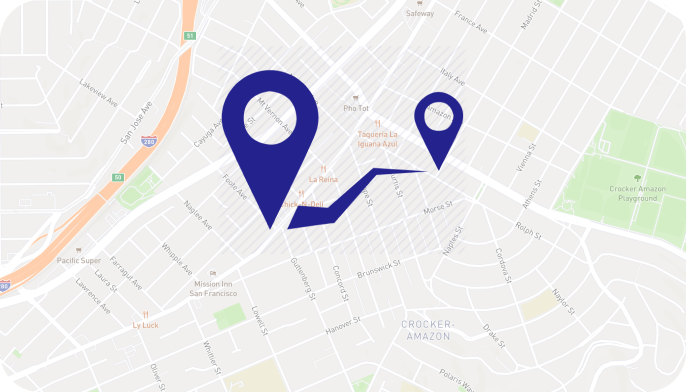 Safeway
France Ave
Madrid St
51
Italy Ave
Lakeview Ave
San Jose Ave
Mt Vernon Ave
Pho Tot
Amazon
Cayuga Ave
St
280
Taqueria La
Iguana Azul
Vienna St
50
La Reina
Foote Ave
Athens St
Crocker Amazon
Playground
Chick-N-Deli
St
Morse St
Naglee Ave
Rolph St
Naples St
Whipple Ave
Pacific Super
Farragut Ave
Cordova St
Laura St
Mission Inn
San Francisco
Guttenberg St
Concord St
Brunswick St
280
Lawrence Ave
Naylor St
Ly Luck
Lowell St
Hanover St
CROCKER-
AMAZON
Drake St
Whittier St
Oliver St
Polaris Way